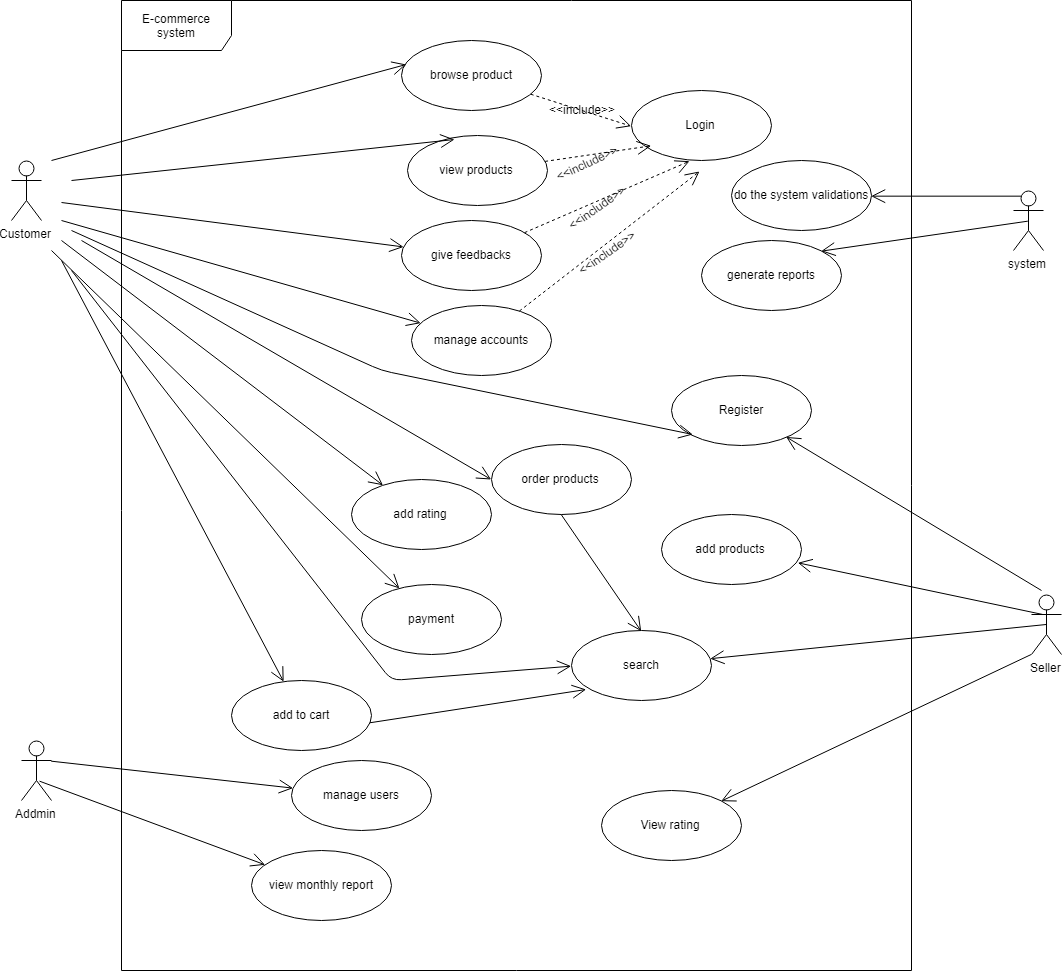 E-commerce
system
browse product
<<include>>
Login
view products
<<include>>
do the system validations
<<include>>
Customer
give feedbacks
<<include>>
system
generate reports
manage accounts
Register
order products
add rating
add products
payment
search
Seller
add to cart
manage users
Addmin
View rating
view monthly report